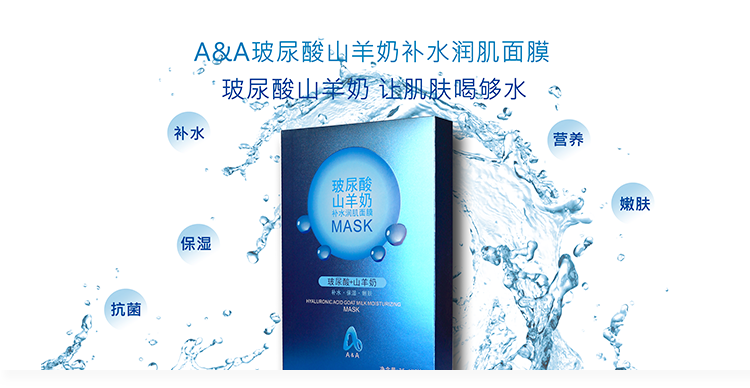 A&A玻尿酸山羊奶补水润肌面膜
玻尿酸山羊奶 让肌肤喝够水
补水
营养
嫩肤
保湿
抗菌
玻尿酸
山羊奶
补水润肌面膜
MASK
玻尿酸+山羊奶
补水·保湿·嫩肤
HYALURONIC ACID GOAT MILK MOISTURIZING
MASK
A&A
净含量